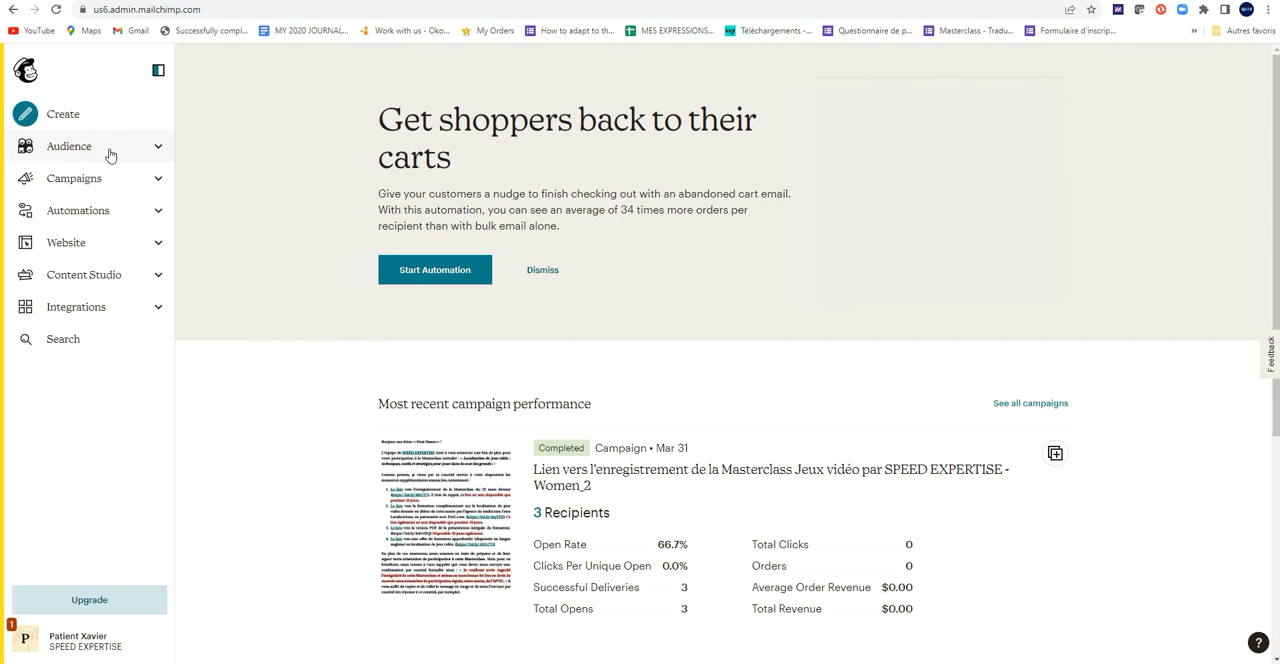 us6.admin.mailchimp.com
YouTube
Maps
Gmail
Successfully compl...
MY 2020 JOURNAL...
Work with us - Oko...
My Orders
How to adapt to th...
MES EXPRESSIONS...
Téléchargements -...
Questionnaire de p...
Masterclass - Tradu...
Formulaire d'inscrip...
»
Autres favoris
Create
Audience
Campaigns
Automations
Website
Content Studio
Integrations
Search
Upgrade
1
P
Patient Xavier
SPEED EXPERTISE
Get shoppers back to their
carts
Give your customers a nudge to finish checking out with an abandoned cart email.
With this automation, you can see an average of 34 times more orders per
recipient than with bulk email alone.
Start Automation
Dismiss
Feedback
Most recent campaign performance
See all campaigns
Completed
Campaign • Mar 31
Lien vers l'enregistrement de la Masterclass Jeux vidéo par SPEED EXPERTISE -
Women_2
3 Recipients
Open Rate 66.7%
Clicks Per Unique Open 0.0%
Successful Deliveries 3
Total Opens 3
Total Clicks 0
Orders 0
Average Order Revenue $0.00
Total Revenue $0.00
?